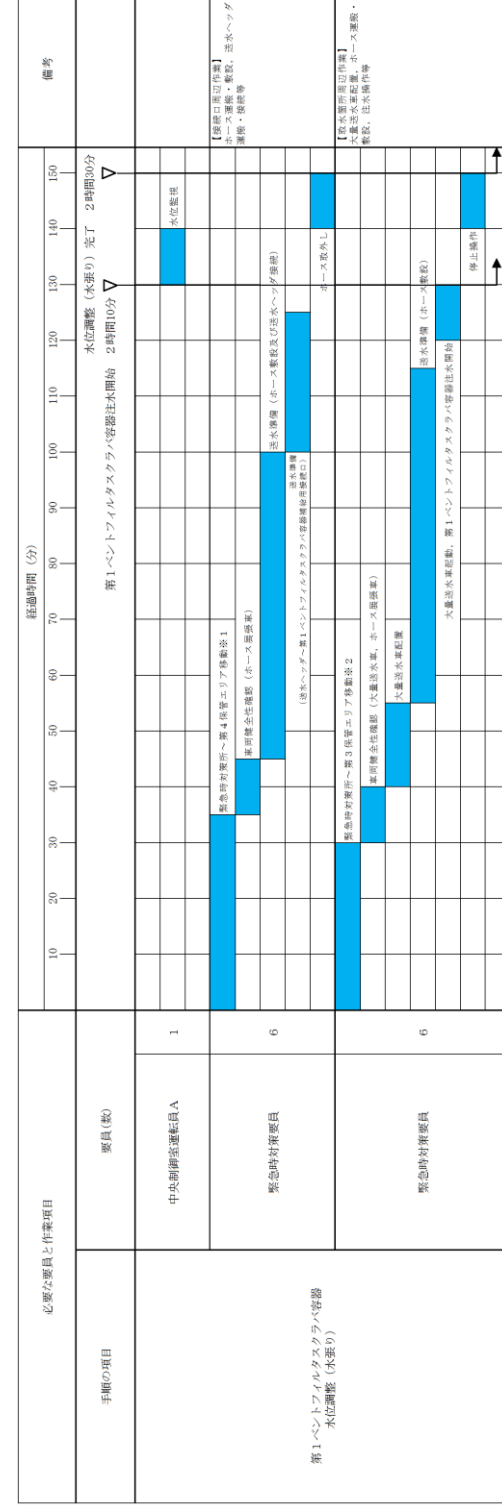 必要な要員と作業項目
経過時間（分）
備考
手順の項目
要員(数)
10 20 30 40 50 60 70 80 90 100 110 120 130 140 150
水位調整（水張り）完了　2時間30分
第1ベントフィルタスクラバ容器注水開始　2時間10分
第1ベントフィルタスクラバ容器
水位調整（水張り）
中央制御室運転員A
1
水位監視
緊急時対策要員
6
緊急時対策所～第4保管エリア移動※1
車両健全性確認（ホース展張車）
送水準備（ホース敷設及び送水ヘッダ接続）
送水準備
（送水ヘッダ～第1ベントフィルタスクラバ容器補給用接続口）
ホース取外し
【接続口周辺作業】
ホース運搬・敷設，送水ヘッダ
運搬・接続等
緊急時対策要員
6
緊急時対策所～第3保管エリア移動※2
車両健全性確認（大量送水車，ホース展張車）
大量送水車配置
送水準備（ホース敷設）
大量送水車起動，第1ベントフィルタスクラバ容器注水開始
停止操作
【取水箇所周辺作業】
大量送水車配置，ホース運搬・
敷設，注水操作等